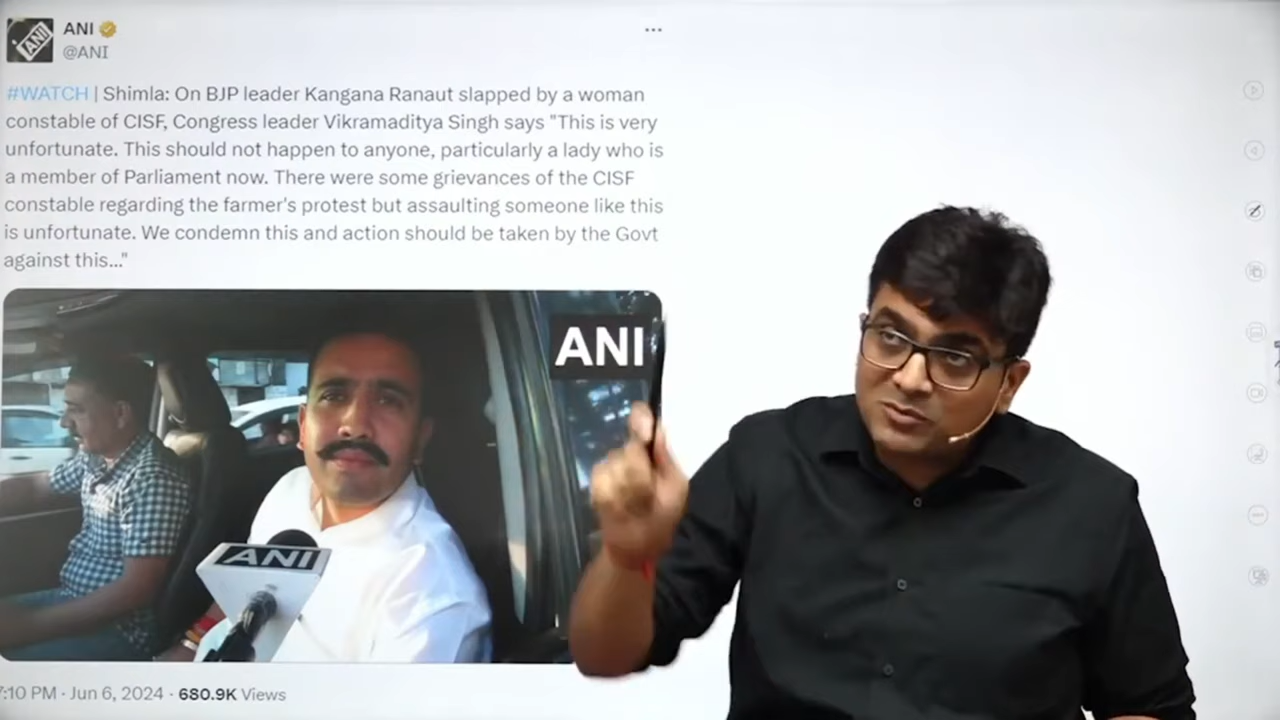 ANI
@ANI
#WATCH | Shimla: On BJP leader Kangana Ranaut slapped by a woman
constable of CISF, Congress leader Vikramaditya Singh says "This is very
unfortunate. This should not happen to anyone, particularly a lady who is
a member of Parliament now. There were some grievances of the CISF
constable regarding the farmer's protest but assaulting someone like this
is unfortunate. We condemn this and action should be taken by the Govt
against this..."
ANI
ANI
7:10 PM · Jun 6, 2024 · 680.9K Views